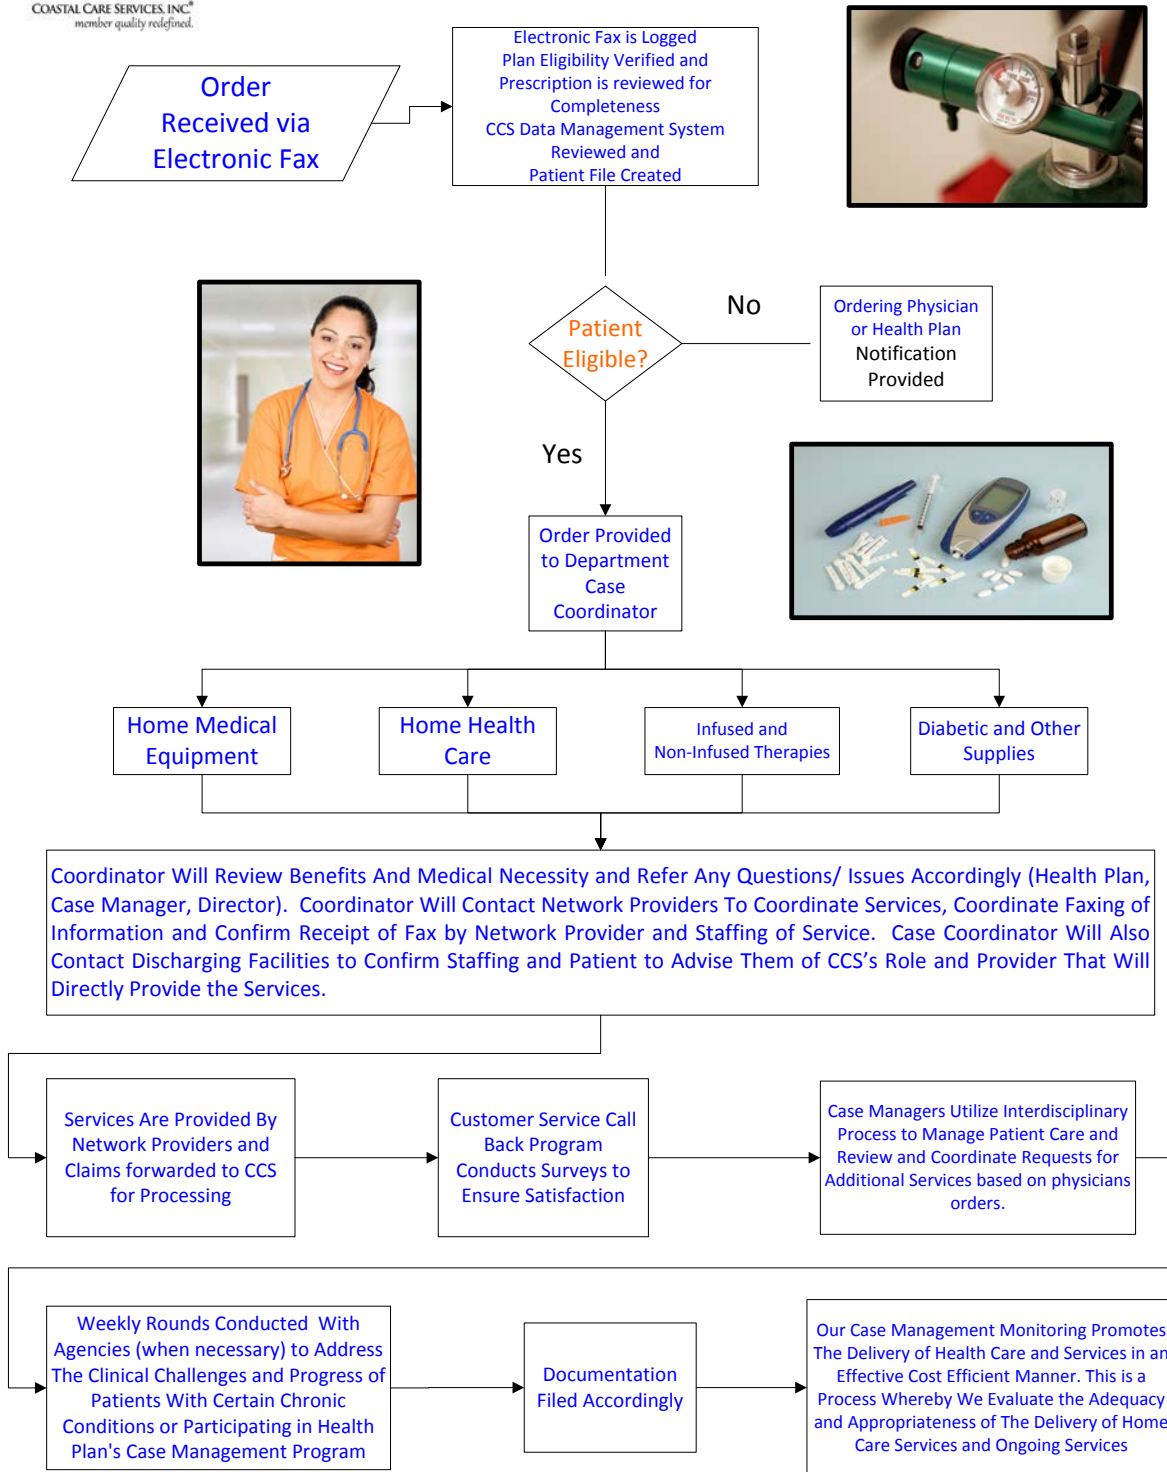 COASTAL CARE SERVICES, INC®
member quality redefined.
Order
Received via
Electronic Fax
Electronic Fax is Logged
Plan Eligibility Verified and
Prescription is reviewed for
Completeness
CCS Data Management System
Reviewed and
Patient File Created
Patient
Eligible?
No
Ordering Physician
or Health Plan
Notification
Provided
Yes
Order Provided
to Department
Case
Coordinator
Home Medical
Equipment
Home Health
Care
Infused and
Non-Infused Therapies
Diabetic and Other
Supplies
Coordinator Will Review Benefits And Medical Necessity and Refer Any Questions/ Issues Accordingly (Health Plan,
Case Manager, Director).  Coordinator Will Contact Network Providers To Coordinate Services, Coordinate Faxing of
Information and Confirm Receipt of Fax by Network Provider and Staffing of Service.  Case Coordinator Will Also
Contact Discharging Facilities to Confirm Staffing and Patient to Advise Them of CCS’s Role and Provider That Will
Directly Provide the Services.
Services Are Provided By
Network Providers and
Claims forwarded to CCS
for Processing
Customer Service Call
Back Program
Conducts Surveys to
Ensure Satisfaction
Case Managers Utilize Interdisciplinary
Process to Manage Patient Care and
Review and Coordinate Requests for
Additional Services based on physicians
orders.
Weekly Rounds Conducted  With
Agencies (when necessary) to Address
The Clinical Challenges and Progress of
Patients With Certain Chronic
Conditions or Participating in Health
Plan's Case Management Program
Documentation
Filed Accordingly
Our Case Management Monitoring Promotes
The Delivery of Health Care and Services in an
Effective Cost Efficient Manner. This is a
Process Whereby We Evaluate the Adequacy
and Appropriateness of The Delivery of Home
Care Services and Ongoing Services